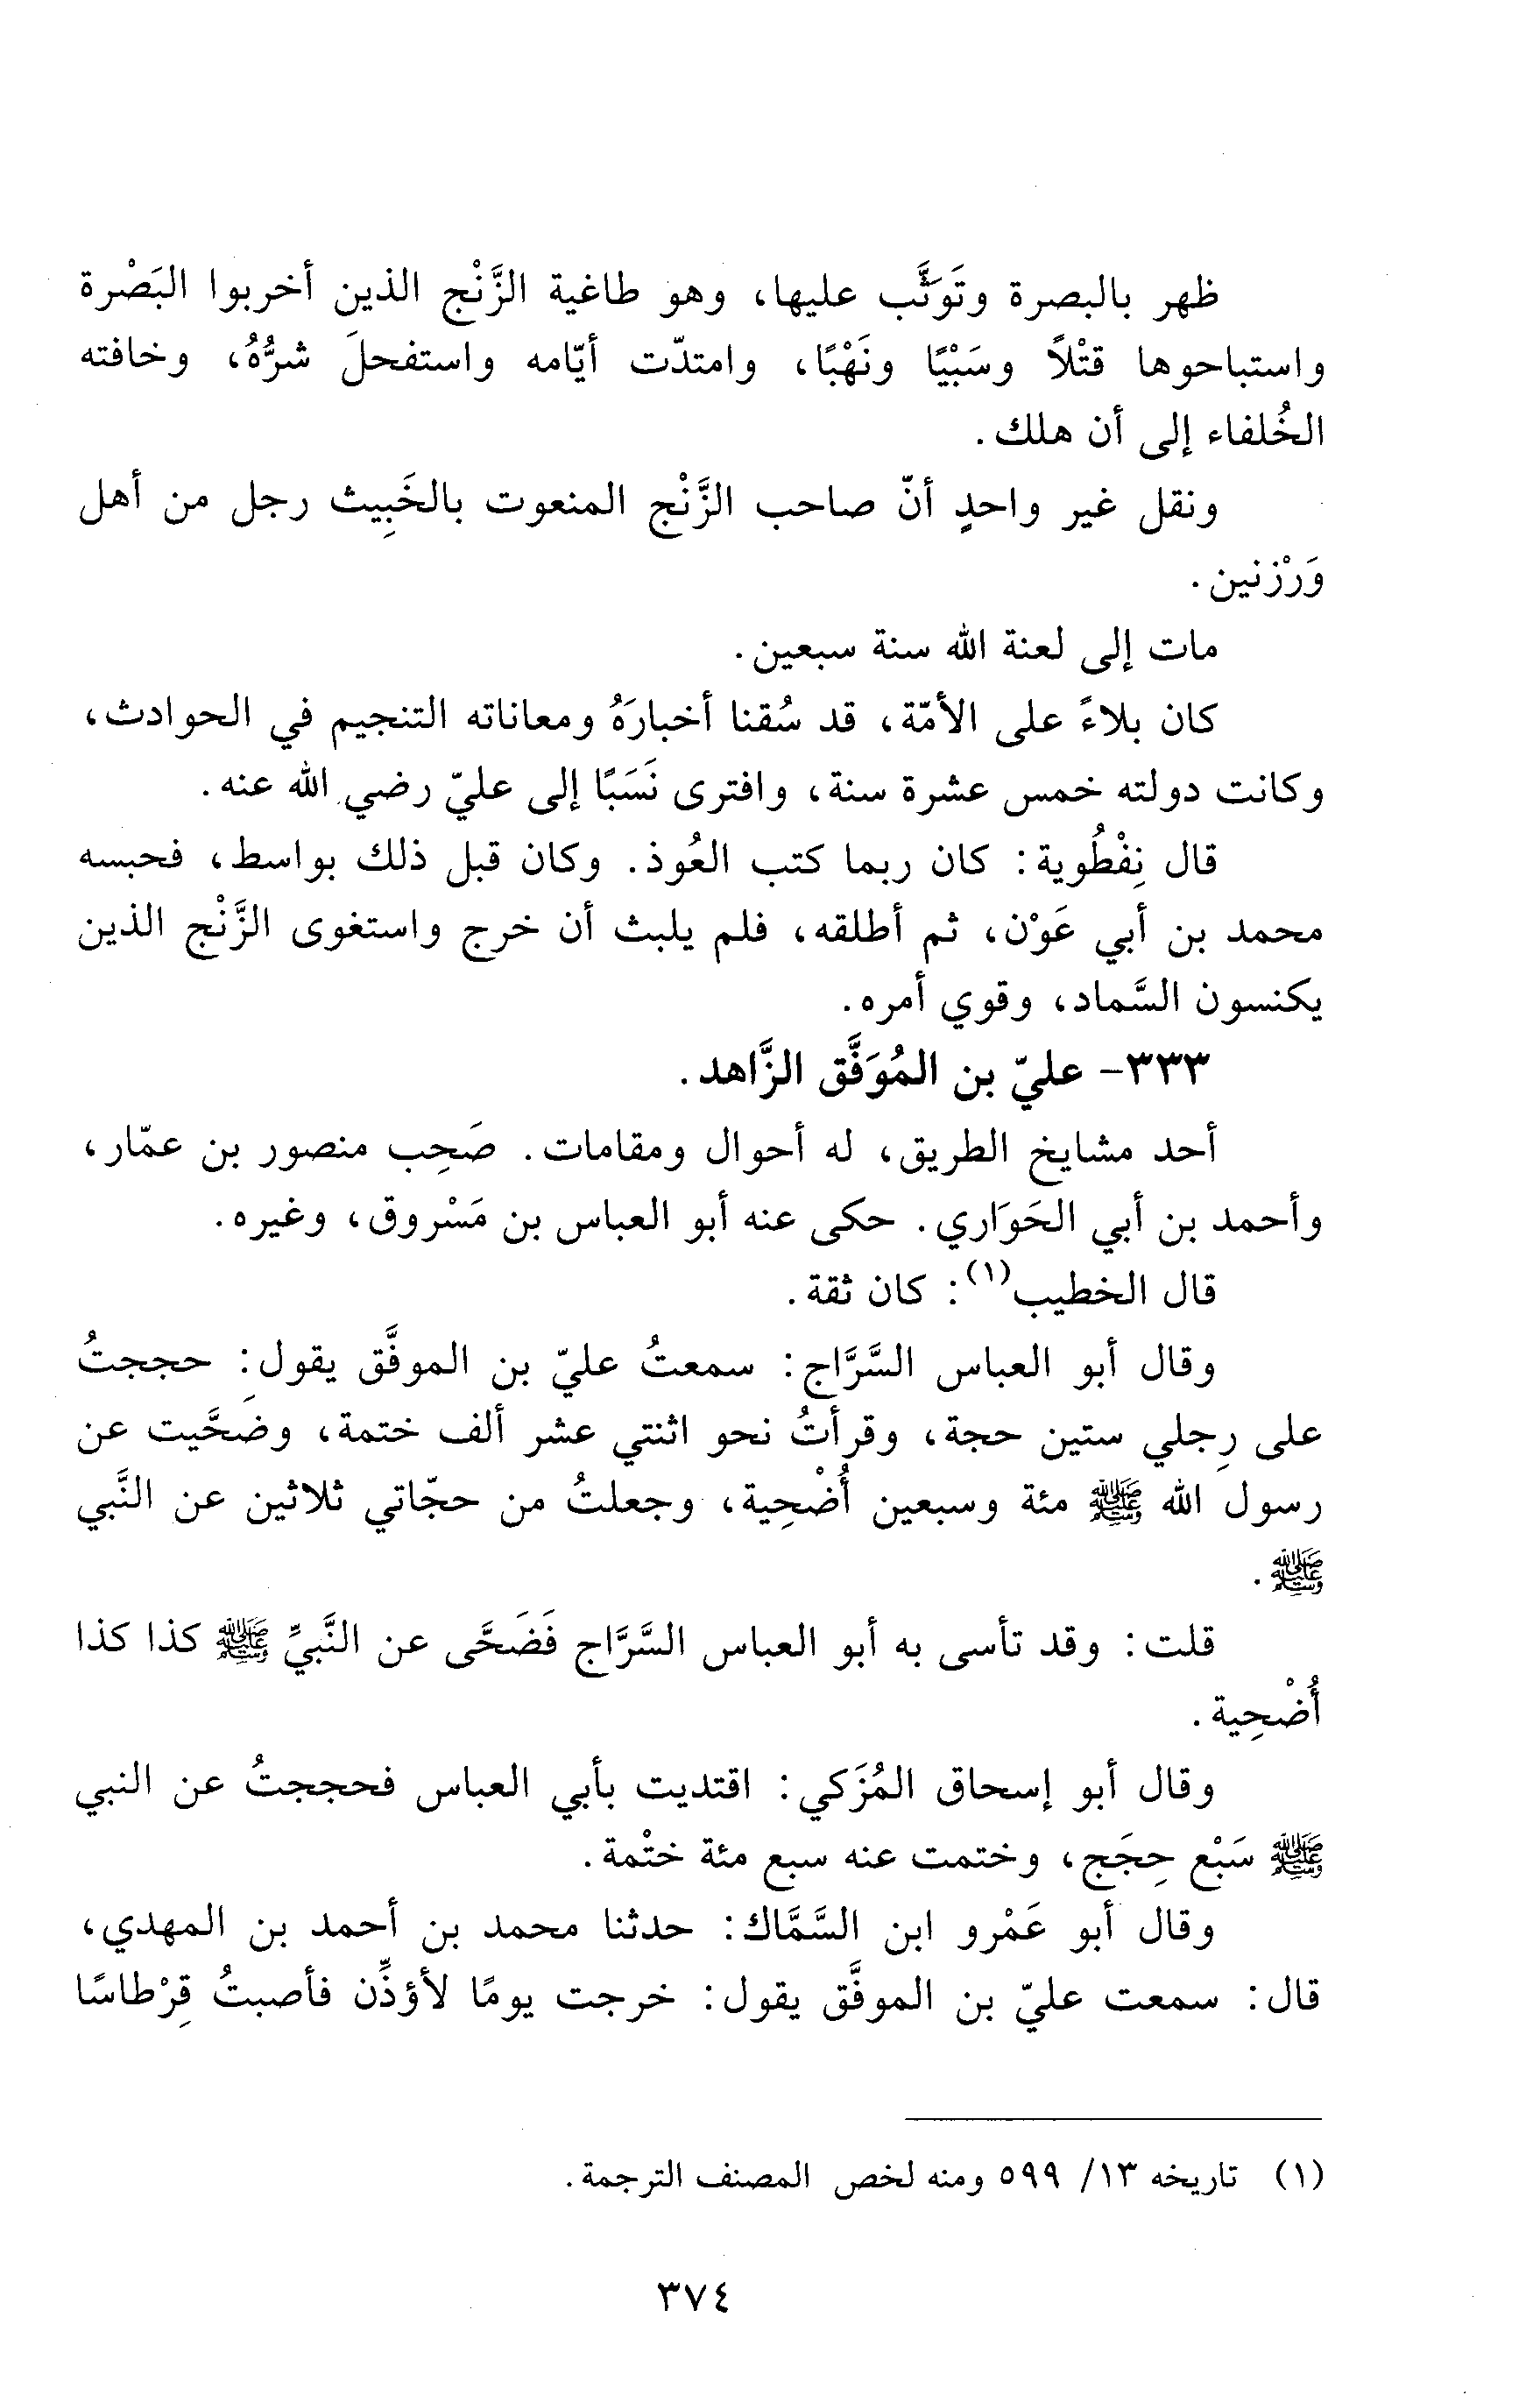 ظهر بالبصرة وتَوَثَّب عليها، وهو طاغية الزَّنْج الذين أخربوا البَصْرة
واستباحوها قتْلاً وسَبْيًا ونَهْبًا، وامتدّت أيّامه واستفحلَ شرُّهُ، وخافته
الخُلفاء إلى أن هلك.
ونقل غير واحدٍ أنّ صاحب الزَّنْج المنعوت بالخَبِيث رجل من أهل
وَرْزنين.
مات إلى لعنة الله سنة سبعين.
كان بلاءً على الأمّة، قد سُقنا أخبارَهُ ومعاناته التنجيم في الحوادث،
وكانت دولته خمس عشرة سنة، وافترى نَسَبًا إلى عليّ رضي الله عنه.
قال نِفْطُوية: كان ربما كتب العُوذ. وكان قبل ذلك بواسط، فحبسه
محمد بن أبي عَوْن، ثم أطلقه، فلم يلبث أن خرج واستغوى الزَّنْج الذين
يكنسون السَّماد، وقوي أمره.
٣٣٣- عليّ بن المُوَفَّق الزَّاهد.
أحد مشايخ الطريق، له أحوال ومقامات. صَحِب منصور بن عمّار،
وأحمد بن أبي الحَوَاري. حكى عنه أبو العباس بن مَسْروق، وغيره.
قال الخطيب(١): كان ثقة.
وقال أبو العباس السَّرَّاج: سمعتُ عليّ بن الموفَّق يقول: حججتُ
على رِجلي ستين حجة، وقرأتُ نحو اثنتي عشر ألف ختمة، وضَحَّيت عن
رسول الله ﷺ مئة وسبعين أُضْحِية، وجعلتُ من حجّاتي ثلاثين عن النَّبي
ﷺ.
قلت: وقد تأسى به أبو العباس السَّرَّاج فَضَحَّى عن النَّبيِّ ﷺ كذا كذا
أُضْحِية.
وقال أبو إسحاق المُزَكي: اقتديت بأبي العباس فحججتُ عن النبي
ﷺ سَبْع حِجَج، وختمت عنه سبع مئة ختْمة.
وقال أبو عَمْرو ابن السَّمَّاك: حدثنا محمد بن أحمد بن المهدي،
قال: سمعت عليّ بن الموفَّق يقول: خرجت يومًا لأؤذِّن فأصبتُ قِرْطاسًا
(١) تاريخه ١٣/ ٥٩٩ ومنه لخص المصنف الترجمة.
٣٧٤